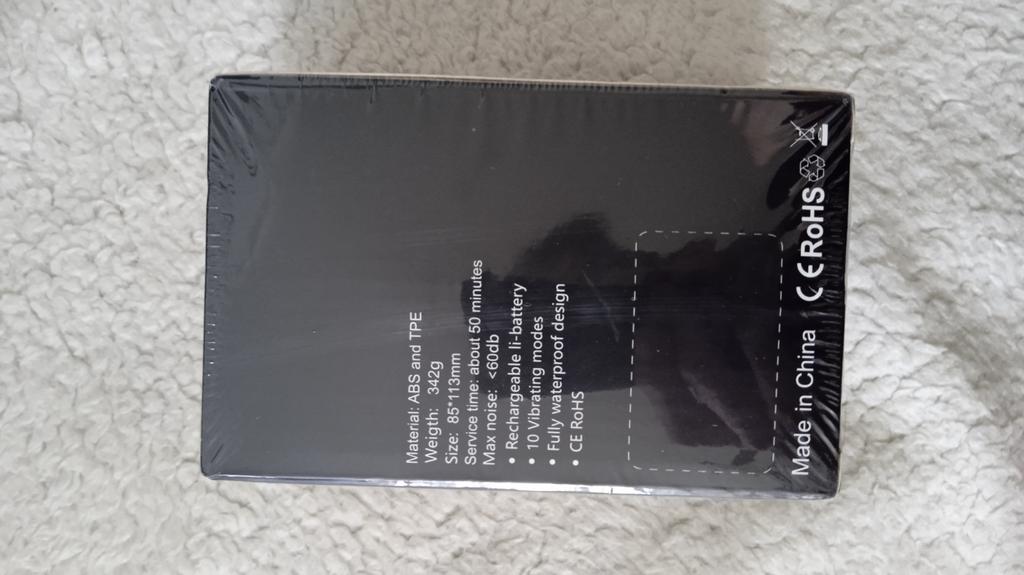 Material: ABS and TPE
Weigth: 342g
Size: 85*113mm
Service time: about 50 minutes
Max noise: <60db
• Rechargeable li-battery
• 10 Vibrating modes
• Fully waterproof design
• CE RoHS
Made in China CE RoHS